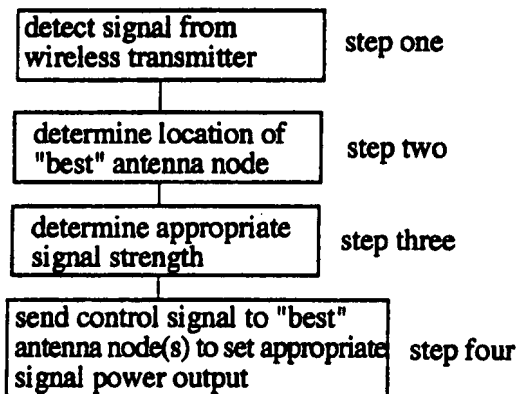 detect signal from
wireless transmitter
step one
determine location of
"best" antenna node
step two
determine appropriate
signal strength
step three
send control signal to "best"
antenna node(s) to set appropriate
signal power output
step four